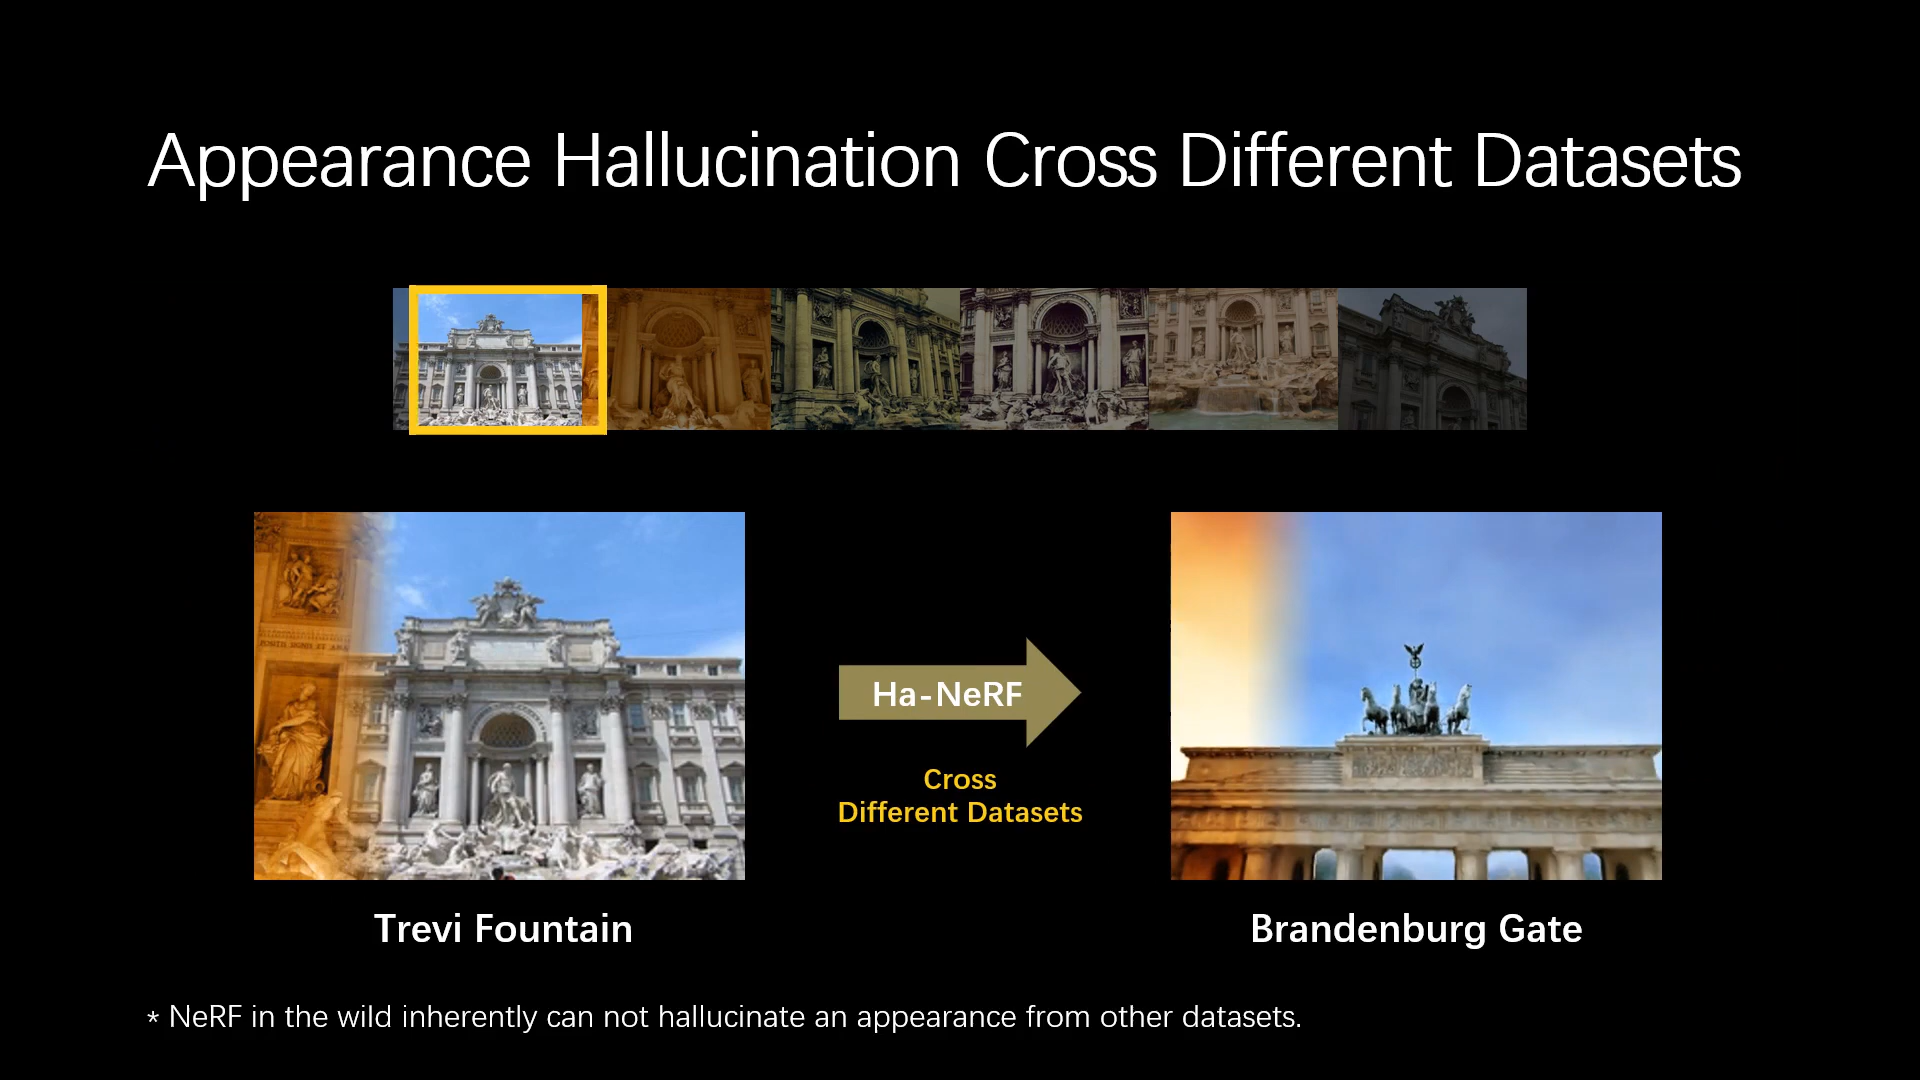 Appearance Hallucination Cross Different Datasets
Ha-NeRF
Cross
Different Datasets
Trevi Fountain
Brandenburg Gate
* NeRF in the wild inherently can not hallucinate an appearance from other datasets.